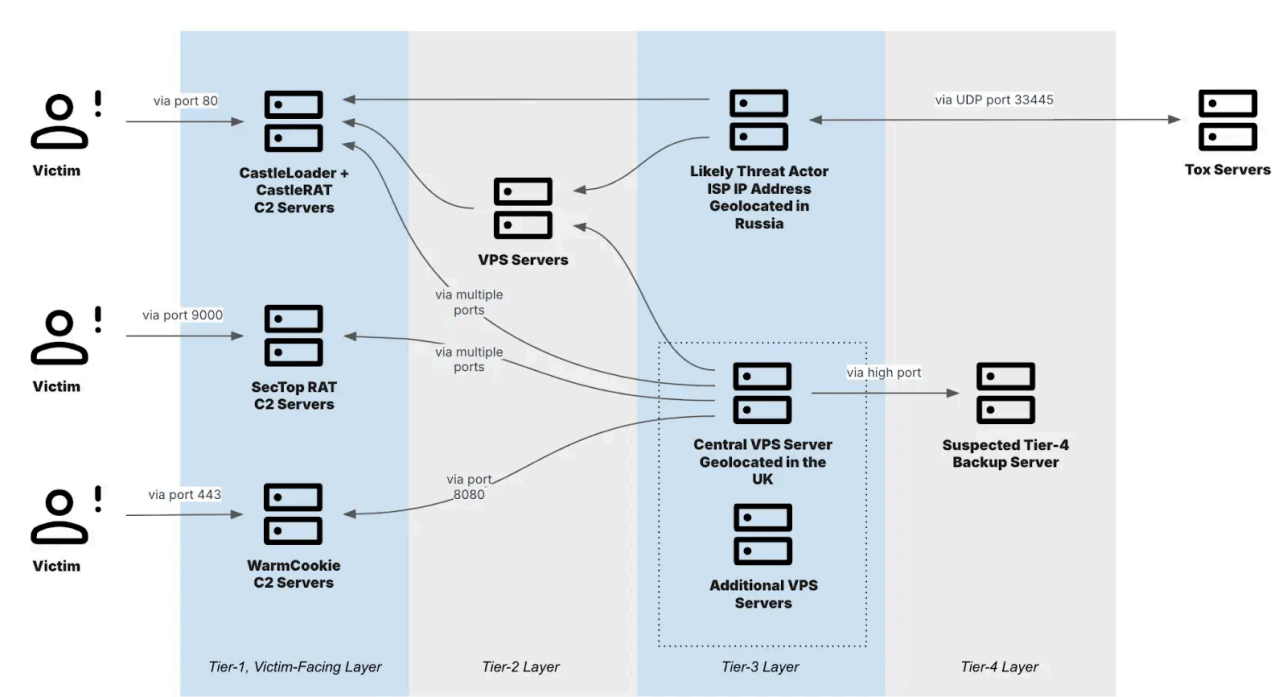 via port 80
via UDP port 33445
Victim
CastleLoader +
CastleRAT
C2 Servers
Likely Threat Actor
ISP IP Address
Geolocated in
Russia
Tox Servers
VPS Servers
via multiple
ports
via port 9000
via multiple
ports
Victim
SecTop RAT
C2 Servers
via high port
Central VPS Server
Geolocated in the
UK
Suspected Tier-4
Backup Server
via port 443
via port
8080
Victim
WarmCookie
C2 Servers
Additional VPS
Servers
Tier-1, Victim-Facing Layer
Tier-2 Layer
Tier-3 Layer
Tier-4 Layer